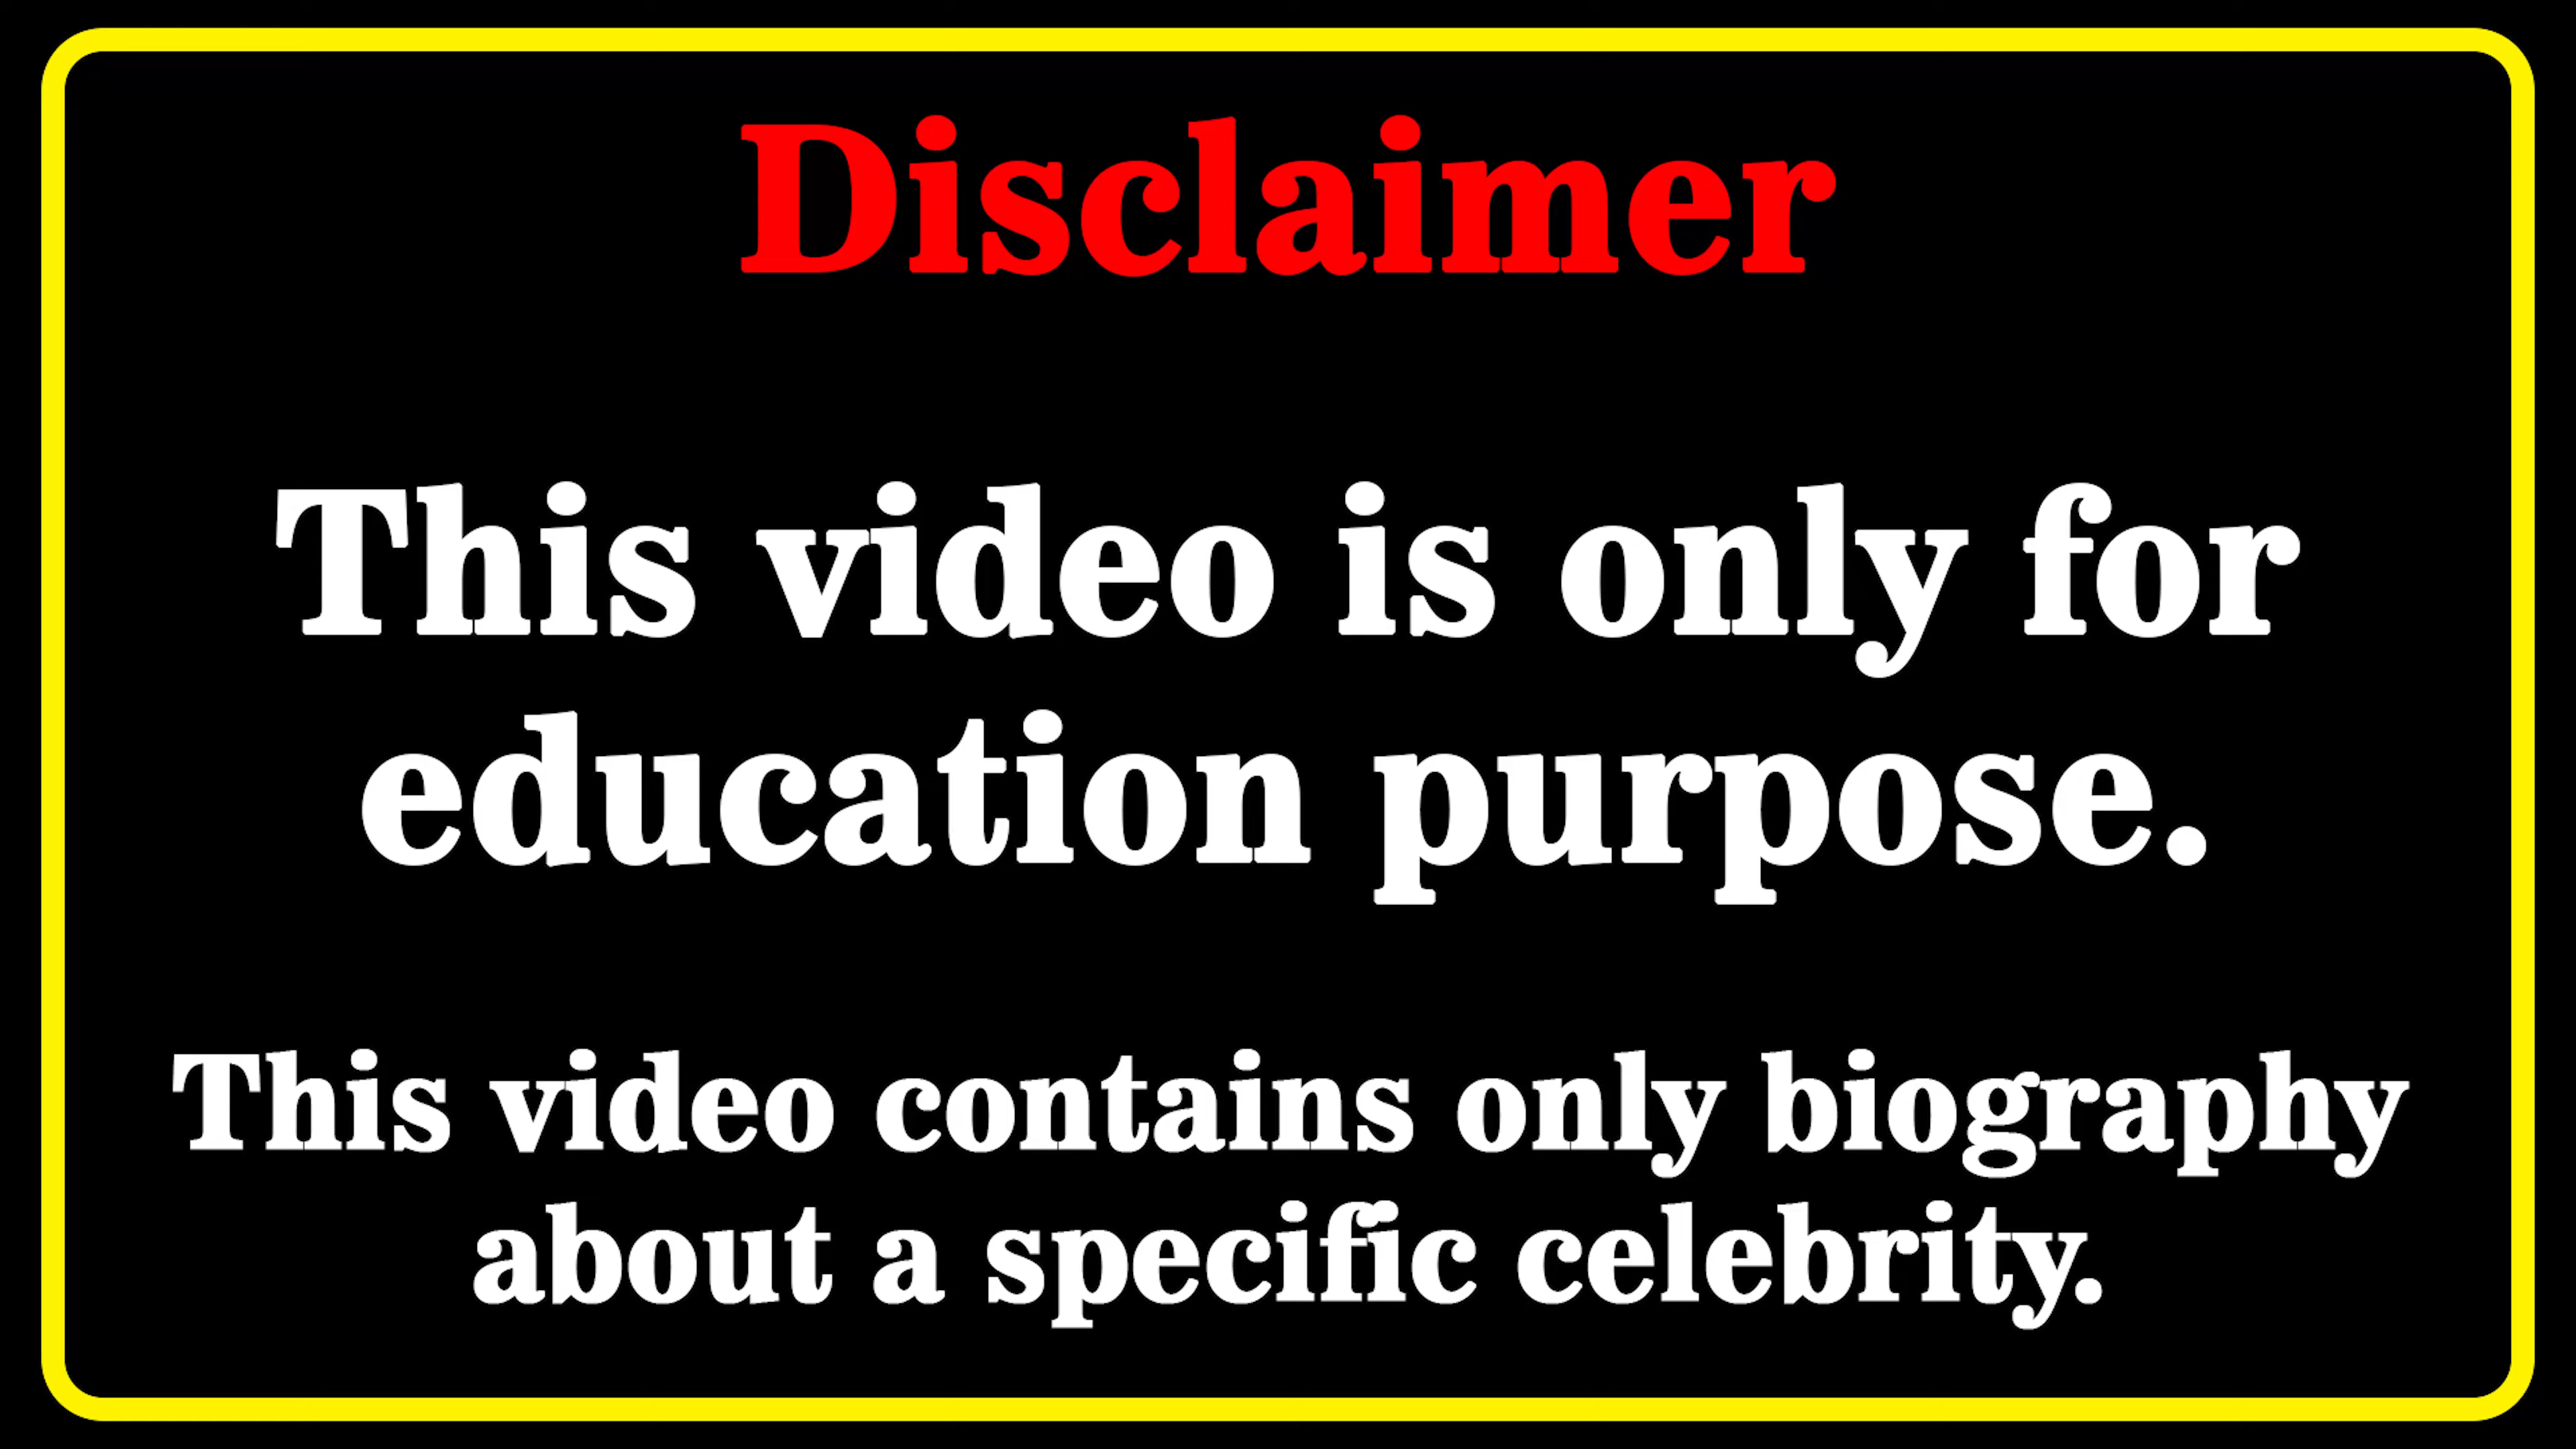 Disclaimer
This video is only for
education purpose.
This video contains only biography
about a specific celebrity.